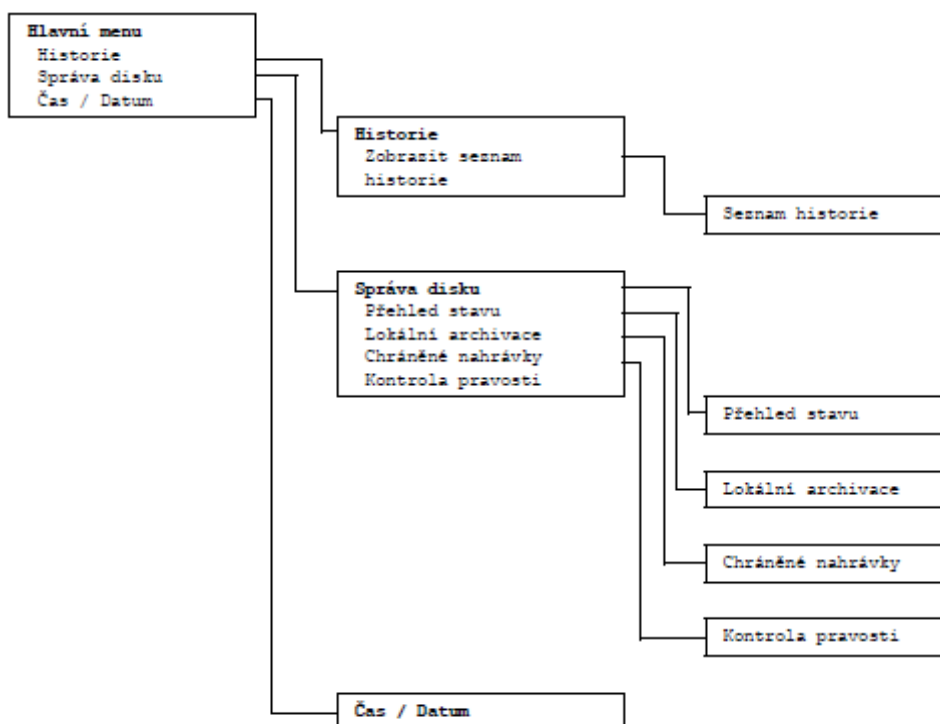 Hlavní menu
Historie
Správa disku
Čas / Datum
Historie
Zobrazit seznam
historie
Seznam historie
Správa disku
Přehled stavu
Lokální archivace
Chráněné nahrávky
Kontrola pravosti
Přehled stavu
Lokální archivace
Chráněné nahrávky
Kontrola pravosti
Čas / Datum